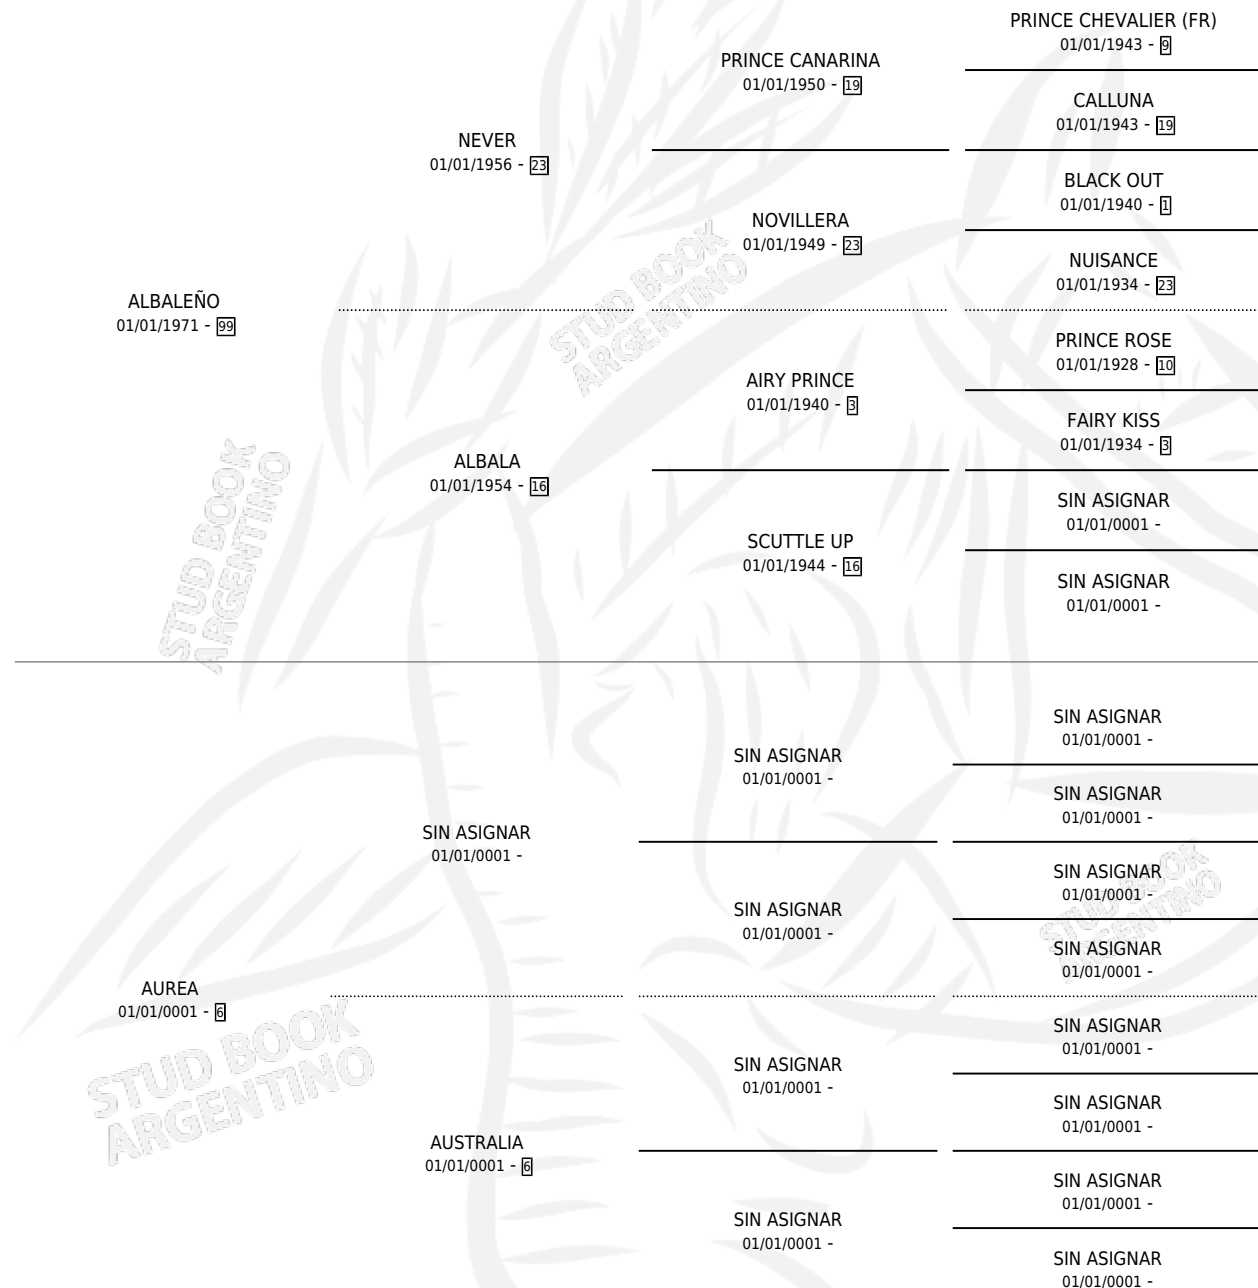 PRINCE CHEVALIER (FR)
01/01/1943 - 9
PRINCE CANARINA
01/01/1950 - 19
CALLUNA
01/01/1943 - 19
NEVER
01/01/1956 - 23
BLACK OUT
01/01/1940 - 1
NOVILLERA
01/01/1949 - 23
NUISANCE
01/01/1934 - 23
ALBALEÑO
01/01/1971 - 99
PRINCE ROSE
01/01/1928 - 10
AIRY PRINCE
01/01/1940 - 3
FAIRY KISS
01/01/1934 - 3
ALBALA
01/01/1954 - 16
SIN ASIGNAR
01/01/0001 -
SCUTTLE UP
01/01/1944 - 16
SIN ASIGNAR
01/01/0001 -
SIN ASIGNAR
01/01/0001 -
SIN ASIGNAR
01/01/0001 -
SIN ASIGNAR
01/01/0001 -
SIN ASIGNAR
01/01/0001 -
SIN ASIGNAR
01/01/0001 -
SIN ASIGNAR
01/01/0001 -
SIN ASIGNAR
01/01/0001 -
AUREA
01/01/0001 - 6
SIN ASIGNAR
01/01/0001 -
SIN ASIGNAR
01/01/0001 -
SIN ASIGNAR
01/01/0001 -
AUSTRALIA
01/01/0001 - 6
SIN ASIGNAR
01/01/0001 -
SIN ASIGNAR
01/01/0001 -
SIN ASIGNAR
01/01/0001 -
STUD BOOK
ARGENTINO
STUD BOOK
ARGENTINO
STUD BOOK
ARGENTINO
STUD BOOK
ARGENTINO